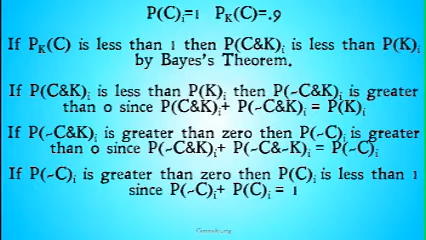 P(C)ᵢ=1 Pₖ(C)=.9
If Pₖ(C) is less than 1 then P(C&K)ᵢ is less than P(K)ᵢ
by Bayes's Theorem.
If P(C&K)ᵢ is less than P(K)ᵢ then P(~C&K)ᵢ is greater
than 0 since P(C&K)ᵢ+ P(~C&K)ᵢ = P(K)ᵢ
If P(~C&K)ᵢ is greater than zero then P(~C)ᵢ is greater
than 0 since P(~C&K)ᵢ+ P(~C&~K)ᵢ = P(~C)ᵢ
If P(~C)ᵢ is greater than zero then P(C)ᵢ is less than 1
since P(~C)ᵢ+ P(C)ᵢ = 1